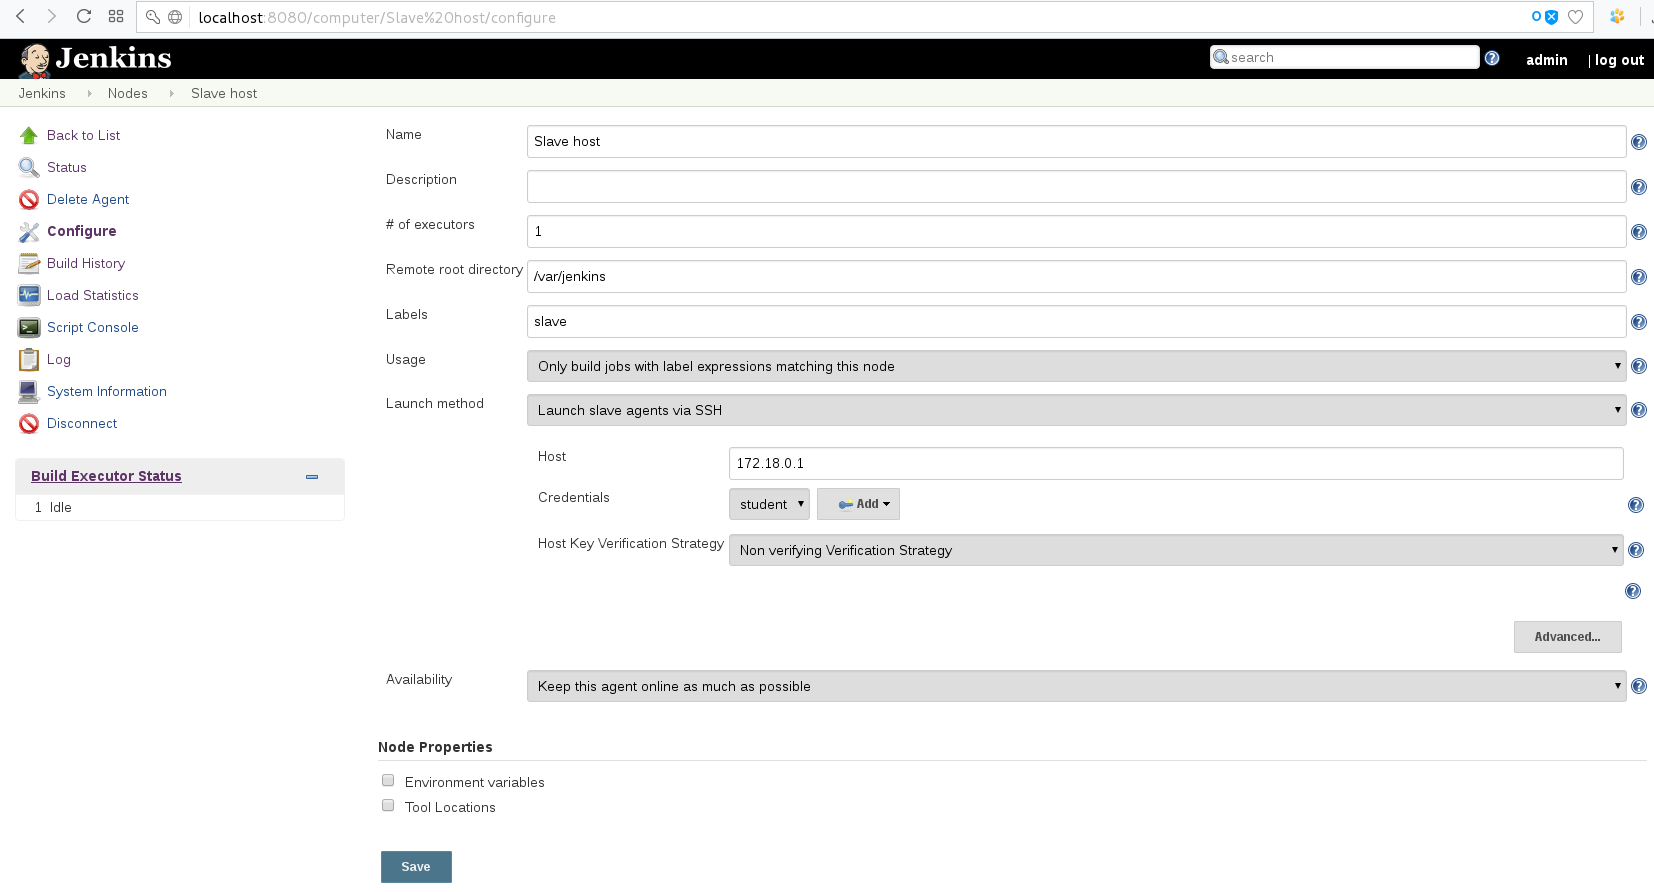 localhost:8080/computer/Slave%20host/configure
0
Jenkins
search
admin
| log out
Jenkins
Nodes
Slave host
Back to List
Status
Delete Agent
Configure
Build History
Load Statistics
Script Console
Log
System Information
Disconnect
Build Executor Status
1 Idle
Name
Slave host
Description
# of executors
1
Remote root directory
/var/jenkins
Labels
slave
Usage
Only build jobs with label expressions matching this node
Launch method
Launch slave agents via SSH
Host
172.18.0.1
Credentials
student
Add
Host Key Verification Strategy
Non verifying Verification Strategy
Advanced...
Availability
Keep this agent online as much as possible
Node Properties
Environment variables
Tool Locations
Save